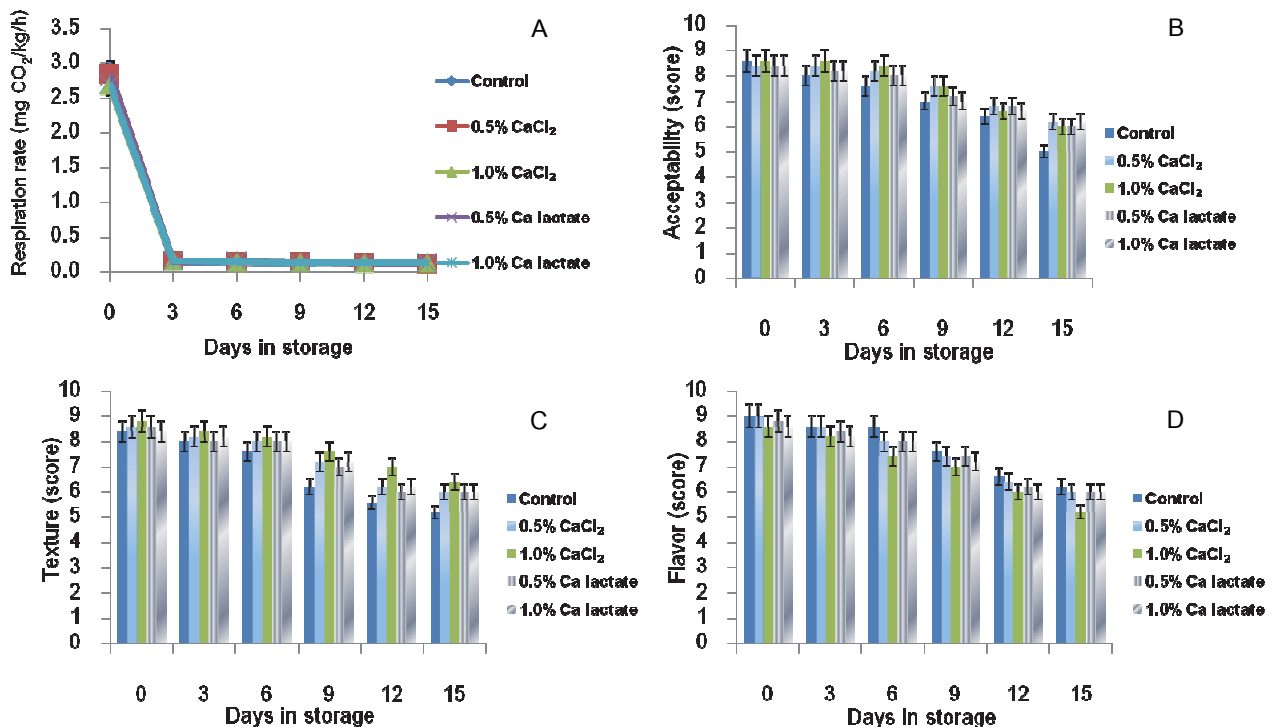 A
Respiration rate (mg CO₂/kg/h)
3.5
3.0
2.5
2.0
1.5
1.0
0.5
0.0
0 3 6 9 12 15
Days in storage
Control
0.5% CaCl₂
1.0% CaCl₂
0.5% Ca lactate
1.0% Ca lactate
B
Acceptability (score)
10
9
8
7
6
5
4
3
2
1
0
0 3 6 9 12 15
Days in storage
Control
0.5% CaCl₂
1.0% CaCl₂
0.5% Ca lactate
1.0% Ca lactate
C
Texture (score)
10
9
8
7
6
5
4
3
2
1
0
0 3 6 9 12 15
Days in storage
Control
0.5% CaCl₂
1.0% CaCl₂
0.5% Ca lactate
1.0% Ca lactate
D
Flavor (score)
10
9
8
7
6
5
4
3
2
1
0
0 3 6 9 12 15
Days in storage
Control
0.5% CaCl₂
1.0% CaCl₂
0.5% Ca lactate
1.0% Ca lactate